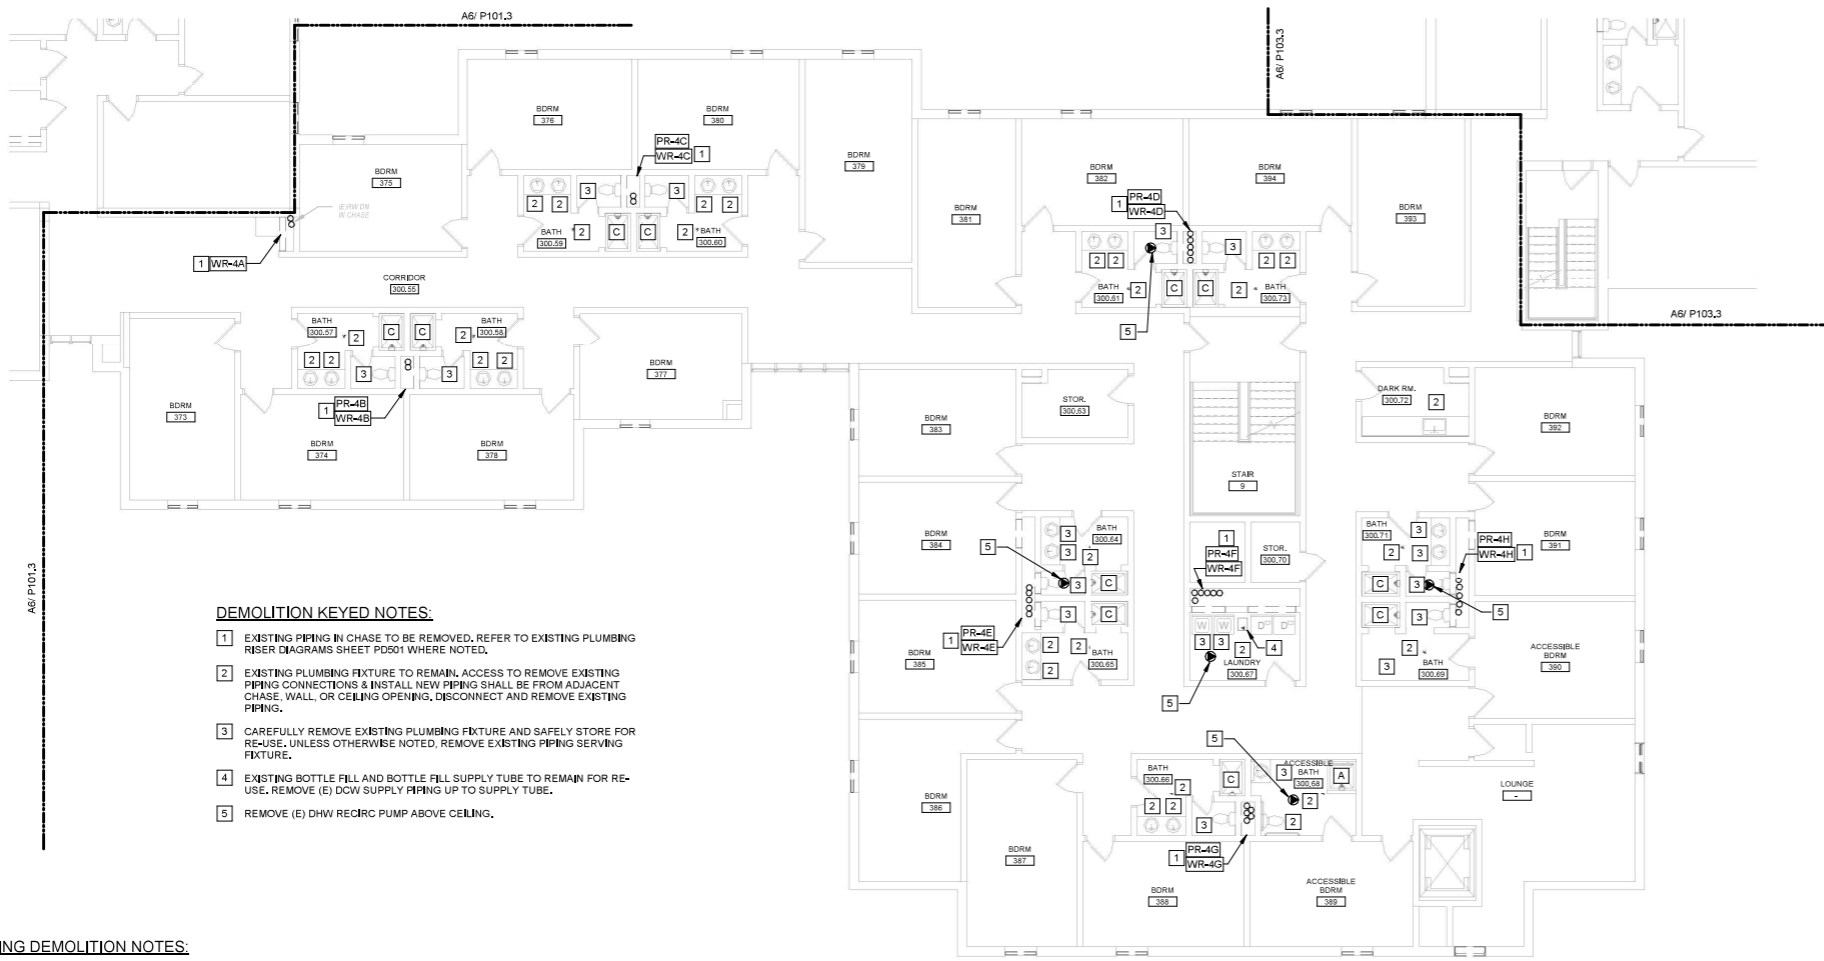 A6/ P101.3
A6/ P103.3
BDRM
376
BDRM
380
PR-4C
WR-4C
1
BDRM
379
BDRM
375
(E)RW DN
IN CHASE
3
3
2
2
2
2
BATH
300.59
2
C
C
2
BATH
300.60
1
WR-4A
CORRIDOR
300.55
BDRM
381
BDRM
382
BDRM
394
1
PR-4D
WR-4D
BDRM
393
3
3
2
2
2
2
BATH
300.61
2
C
C
2
BATH
300.73
5
A6/ P103.3
BATH
300.57
2
C
C
2
BATH
300.58
2
2
3
3
2
2
1
PR-4B
WR-4B
BDRM
373
BDRM
374
BDRM
378
BDRM
377
BDRM
383
STOR.
300.63
DARK RM.
300.72
2
BDRM
392
STAIR
9
BDRM
384
5
3
3
BATH
300.64
2
3
C
3
C
1
PR-4F
WR-4F
STOR.
300.70
BATH
300.71
3
2
3
C
3
C
3
PR-4H
WR-4H
1
BDRM
391
5
1
PR-4E
WR-4E
BDRM
385
2
2
2
BATH
300.65
W
W
D
D
3
3
2
4
LAUNDRY
300.67
5
2
3
BATH
300.69
ACCESSIBLE
BDRM
390
A6/ P101.3
DEMOLITION KEYED NOTES:
1 EXISTING PIPING IN CHASE TO BE REMOVED. REFER TO EXISTING PLUMBING
RISER DIAGRAMS SHEET PD501 WHERE NOTED.
2 EXISTING PLUMBING FIXTURE TO REMAIN. ACCESS TO REMOVE EXISTING
PIPING CONNECTIONS & INSTALL NEW PIPING SHALL BE FROM ADJACENT
CHASE, WALL, OR CEILING OPENING. DISCONNECT AND REMOVE EXISTING
PIPING.
3 CAREFULLY REMOVE EXISTING PLUMBING FIXTURE AND SAFELY STORE FOR
RE-USE. UNLESS OTHERWISE NOTED, REMOVE EXISTING PIPING SERVING
FIXTURE.
4 EXISTING BOTTLE FILL AND BOTTLE FILL SUPPLY TUBE TO REMAIN FOR RE-
USE. REMOVE (E) DCW SUPPLY PIPING UP TO SUPPLY TUBE.
5 REMOVE (E) DHW RECIRC PUMP ABOVE CEILING.
BDRM
386
BDRM
387
5
BATH
300.66
2
2
2
C
3
3
ACCESSIBLE
BATH
300.68
A
2
2
1
PR-4G
WR-4G
LOUNGE
-
BDRM
388
ACCESSIBLE
BDRM
389
ING DEMOLITION NOTES: